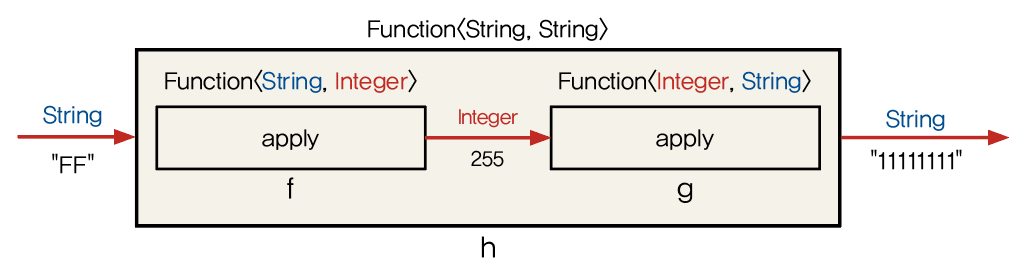 Function〈String, String〉
Function〈String, Integer〉
Function〈Integer, String〉
String
"FF"
apply
Integer
255
apply
String
"11111111"
f
g
h